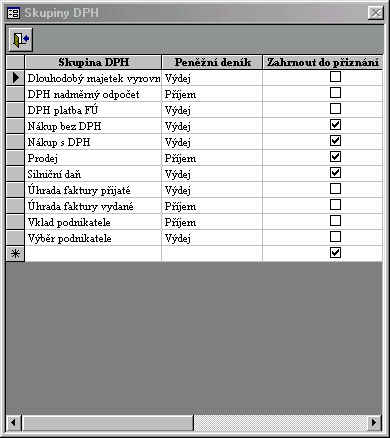 Skupiny DPH
Skupina DPH Peněžní deník Zahrnout do přiznání
Dlouhodobý majetek vyrovn Výdej
DPH nadměrný odpočet Příjem
DPH platba FÚ Výdej
Nákup bez DPH Výdej
Nákup s DPH Výdej
Prodej Příjem
Silniční daň Výdej
Úhrada faktury přijaté Výdej
Úhrada faktury vydané Příjem
Vklad podnikatele Příjem
Výběr podnikatele Výdej